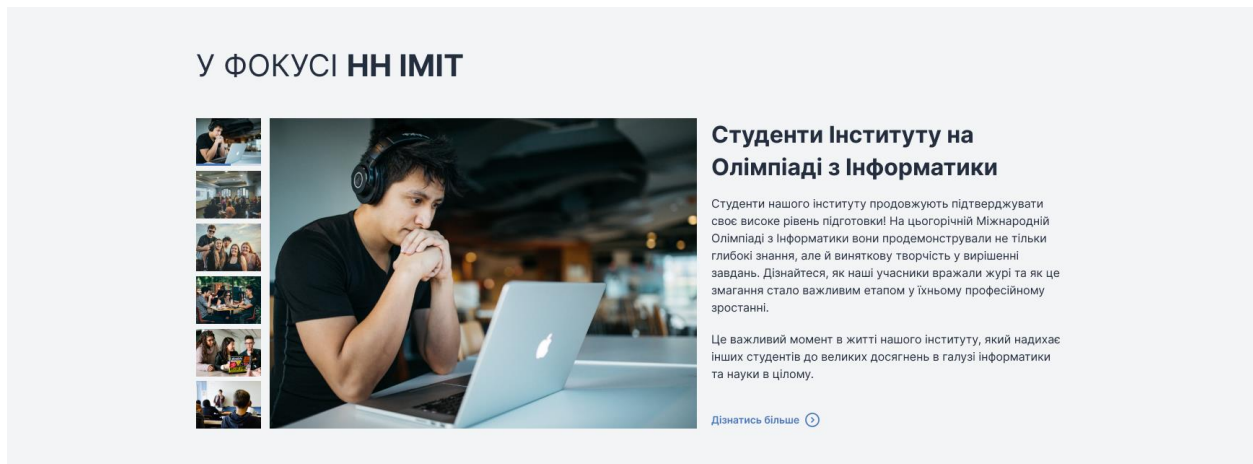 У ФОКУСІ НН ІМІТ
Студенти Інституту на
Олімпіаді з Інформатики
Студенти нашого інституту продовжують підтверджувати
своє високе рівень підготовки! На цьогорічній Міжнародній
Олімпіаді з Інформатики вони продемонстрували не тільки
глибокі знання, але й виняткову творчість у вирішенні
завдань. Дізнайтеся, як наші учасники вражали журі та як це
змагання стало важливим етапом у їхньому професійному
зростанні.
Це важливий момент в житті нашого інституту, який надихає
інших студентів до великих досягнень в галузі інформатики
та науки в цілому.
Дізнатись більше